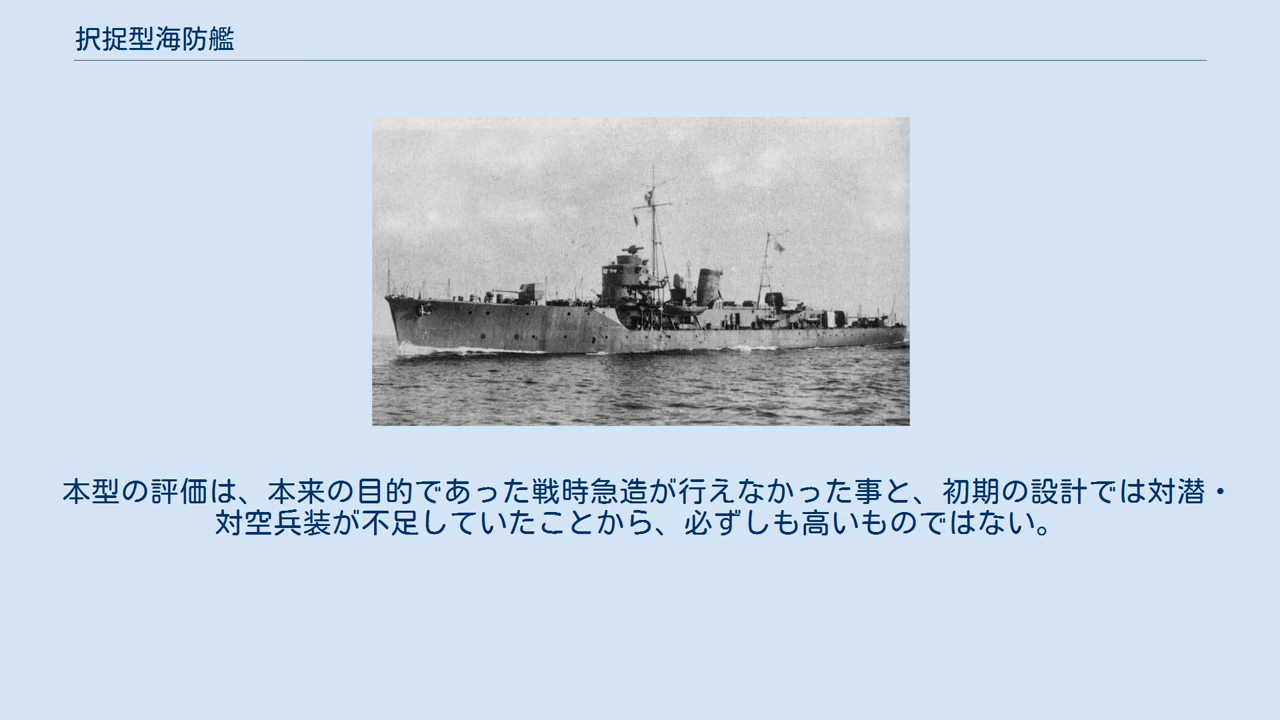 択捉型海防艦
本型の評価は、本来の目的であった戦時急造が行えなかった事と、初期の設計では対潜・
対空兵装が不足していたことから、必ずしも高いものではない。